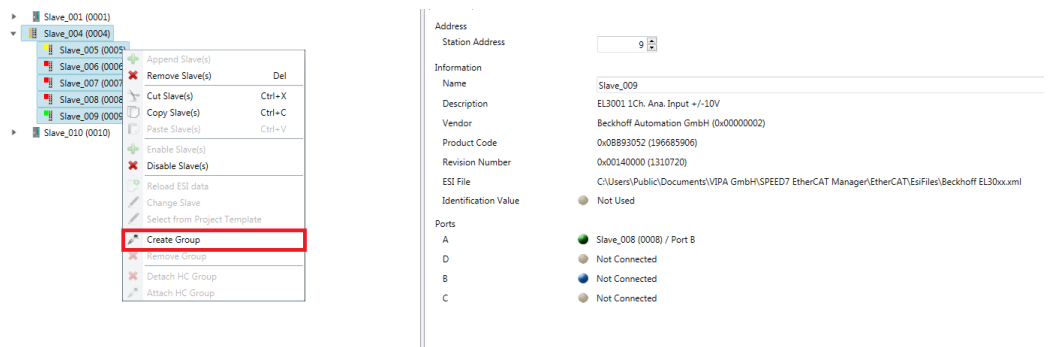 Slave_001 (0001)
Slave_004 (0004)
Slave_005 (0005)
Slave_006 (0006
Slave_007 (0007
Slave_008 (0008
Slave_009 (0009
Slave_010 (0010)
Append Slave(s)
Remove Slave(s) Del
Cut Slave(s) Ctrl+X
Copy Slave(s) Ctrl+C
Paste Slave(s) Ctrl+V
Enable Slave(s)
Disable Slave(s)
Reload ESI data
Change Slave
Select from Project Template
Create Group
Remove Group
Detach HC Group
Attach HC Group
Address
Station Address 9
Information
Name Slave_009
Description EL3001 1Ch. Ana. Input +/-10V
Vendor Beckhoff Automation GmbH (0x00000002)
Product Code 0x0BB93052 (196685906)
Revision Number 0x00140000 (1310720)
ESI File C:\Users\Public\Documents\VIPA GmbH\SPEED7 EtherCAT Manager\EtherCAT\EsiFiles\Beckhoff EL30xx.xml
Identification Value Not Used
Ports
A Slave_008 (0008) / Port B
D Not Connected
B Not Connected
C Not Connected